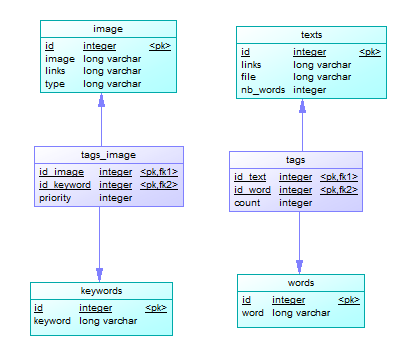 image
id integer <pk>
image long varchar
links long varchar
type long varchar
texts
id integer <pk>
links long varchar
file long varchar
nb_words integer
tags_image
id_image integer <pk,fk1>
id_keyword integer <pk,fk2>
priority integer
tags
id_text integer <pk,fk1>
id_word integer <pk,fk2>
count integer
keywords
id integer <pk>
keyword long varchar
words
id integer <pk>
word long varchar